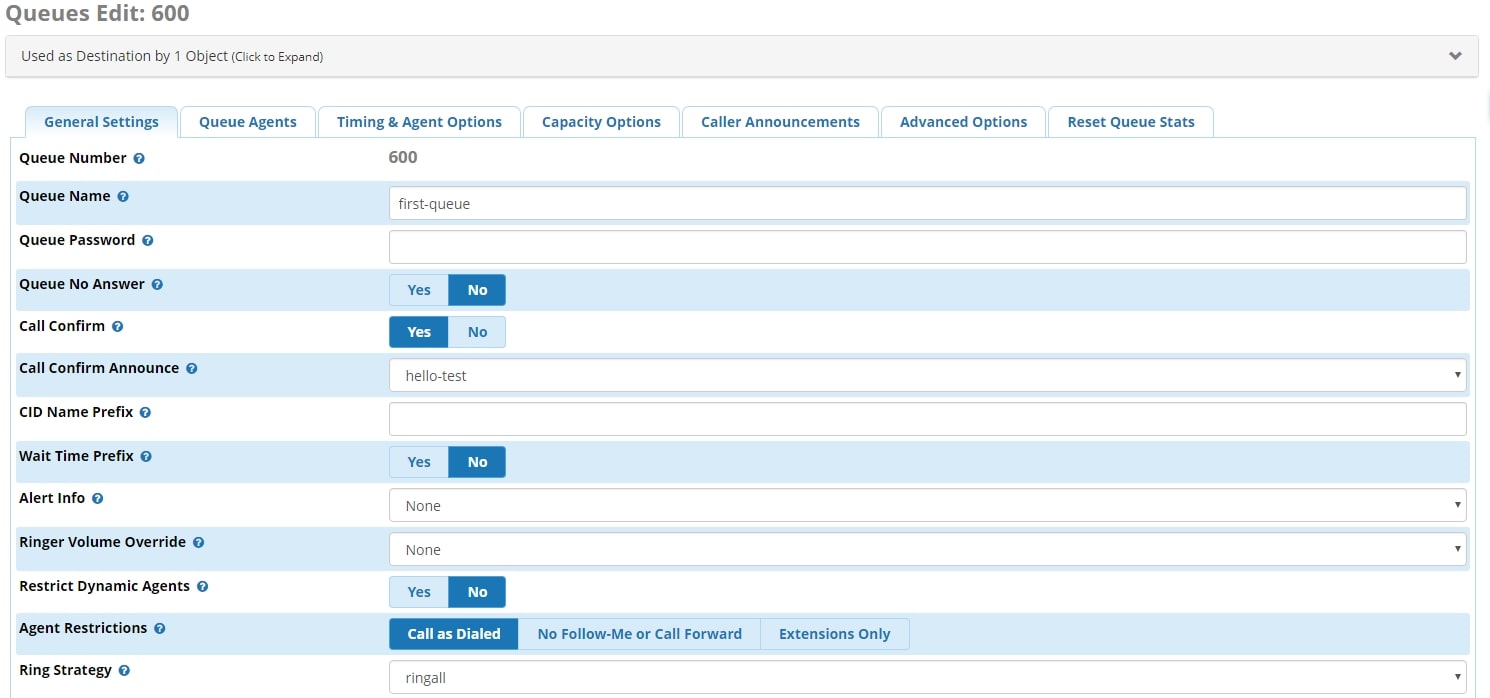 Queues Edit: 600
Used as Destination by 1 Object (Click to Expand)
General Settings Queue Agents Timing & Agent Options Capacity Options Caller Announcements Advanced Options Reset Queue Stats
Queue Number 600
Queue Name first-queue
Queue Password
Queue No Answer Yes No
Call Confirm Yes No
Call Confirm Announce hello-test
CID Name Prefix
Wait Time Prefix Yes No
Alert Info None
Ringer Volume Override None
Restrict Dynamic Agents Yes No
Agent Restrictions Call as Dialed No Follow-Me or Call Forward Extensions Only
Ring Strategy ringall